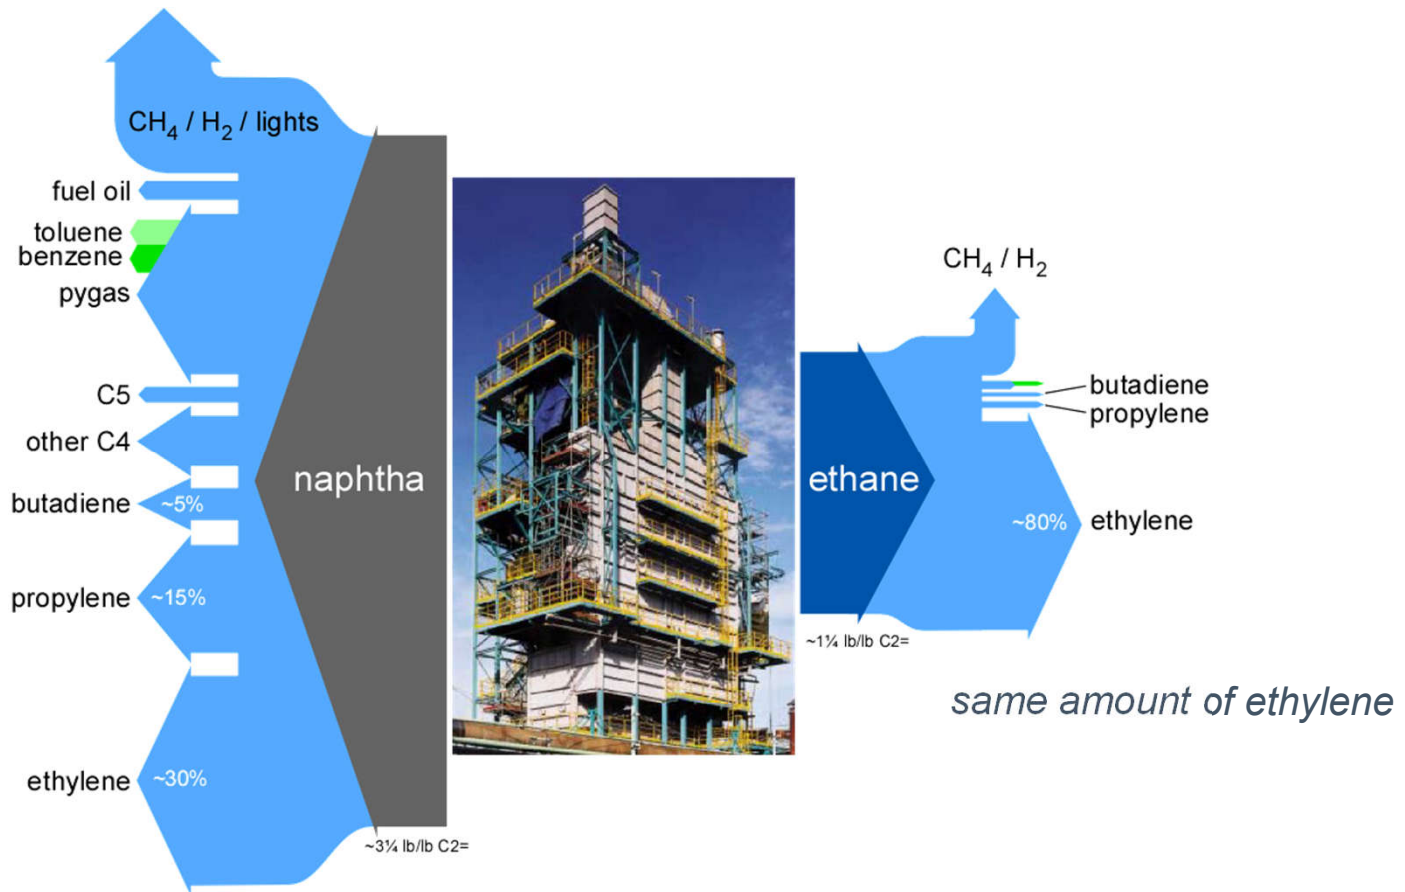 CH4 / H2 / lights
fuel oil
toluene
benzene
pygas
C5
other C4
butadiene
~5%
propylene
~15%
ethylene
~30%
naphtha
~3¼ lb/lb C2=
CH4 / H2
butadiene
propylene
ethane
~80%
ethylene
~1¼ lb/lb C2=
same amount of ethylene